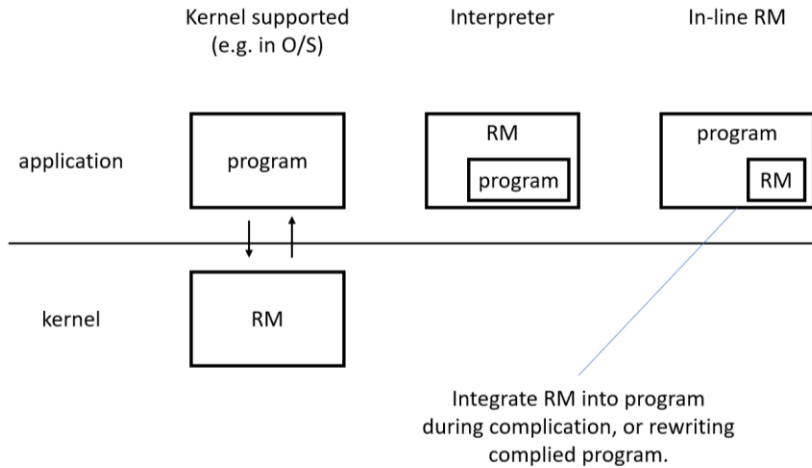 Kernel supported
(e.g. in O/S)
Interpreter
In-line RM
application
program
RM
program
program
RM
kernel
RM
Integrate RM into program
during complication, or rewriting
complied program.